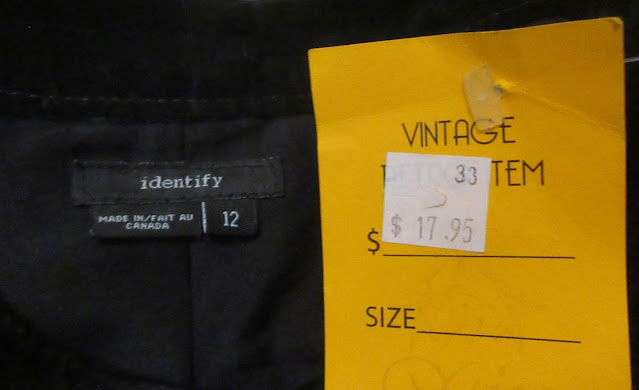 identify
MADE IN/FAIT AU
CANADA
12
VINTAGE
TEM
33
$ 17.95
$
SIZE